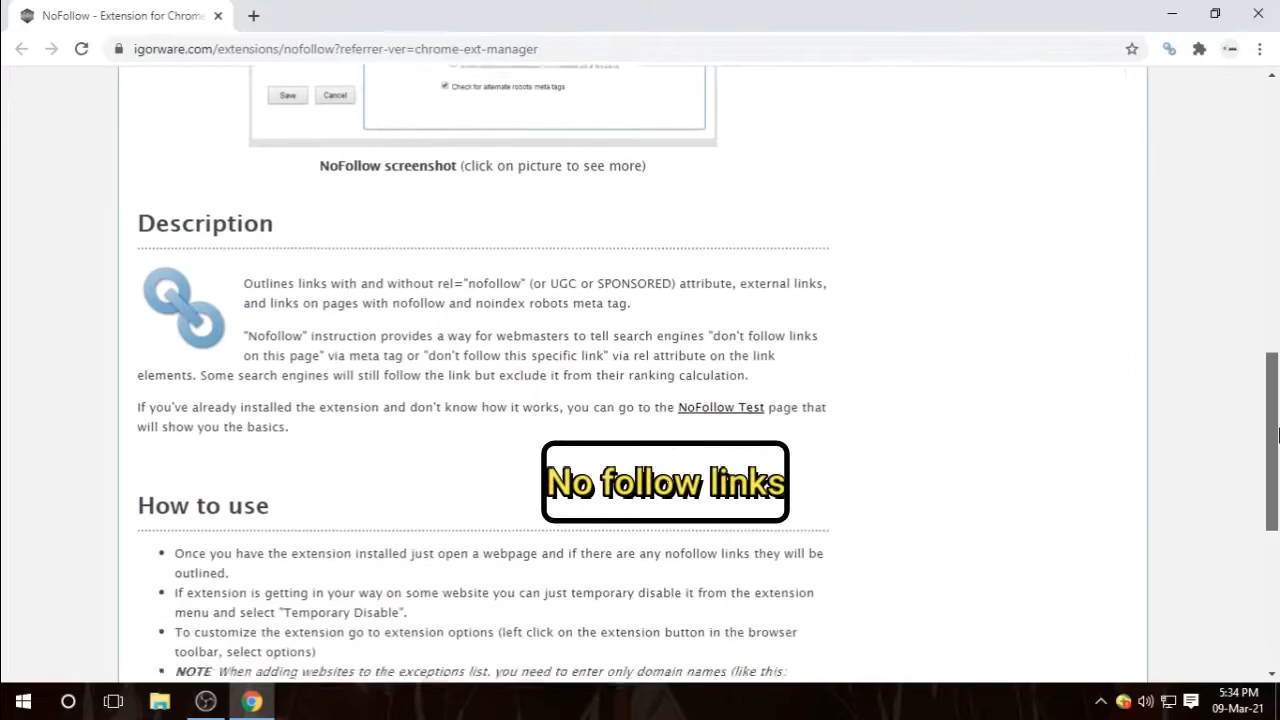 NoFollow - Extension for Chrome
igorware.com/extensions/nofollow?referrer-ver=chrome-ext-manager
Check for alternate robots meta tags
Save
Cancel
NoFollow screenshot (click on picture to see more)
Description
Outlines links with and without rel="nofollow" (or UGC or SPONSORED) attribute, external links,
and links on pages with nofollow and noindex robots meta tag.
"Nofollow" instruction provides a way for webmasters to tell search engines "don't follow links
on this page" via meta tag or "don't follow this specific link" via rel attribute on the link
elements. Some search engines will still follow the link but exclude it from their ranking calculation.
If you've already installed the extension and don't know how it works, you can go to the NoFollow Test page that
will show you the basics.
No follow links
How to use
Once you have the extension installed just open a webpage and if there are any nofollow links they will be
outlined.
If extension is getting in your way on some website you can just temporary disable it from the extension
menu and select "Temporary Disable".
To customize the extension go to extension options (left click on the extension button in the browser
toolbar, select options)
NOTE: When adding websites to the exceptions list, you need to enter only domain names (like this:
5:34 PM
09-Mar-21